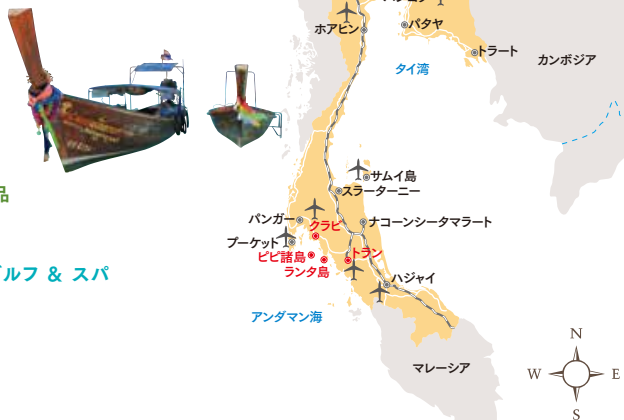 ホアヒン
パタヤ
トラート
カンボジア
タイ湾
サムイ島
スラーターニー
品
パンガー
クラビ
ナコーンシータマラート
プーケット
ピピ諸島
トラン
ランタ島
ルフ & スパ
ハジャイ
アンダマン海
マレーシア
N
W
E
S